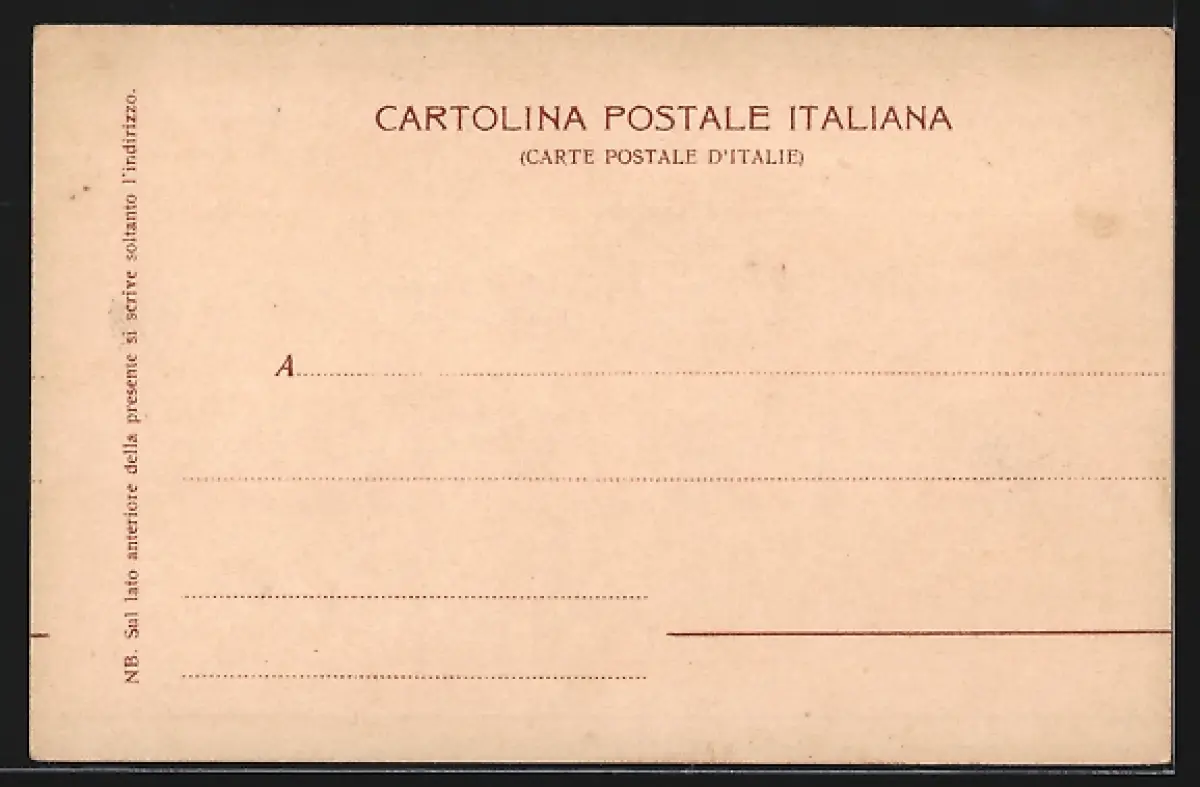 CARTOLINA POSTALE ITALIANA
(CARTE POSTALE D'ITALIE)
A
NB. Sul lato anteriore della presente si scrive soltanto l'indirizzo.